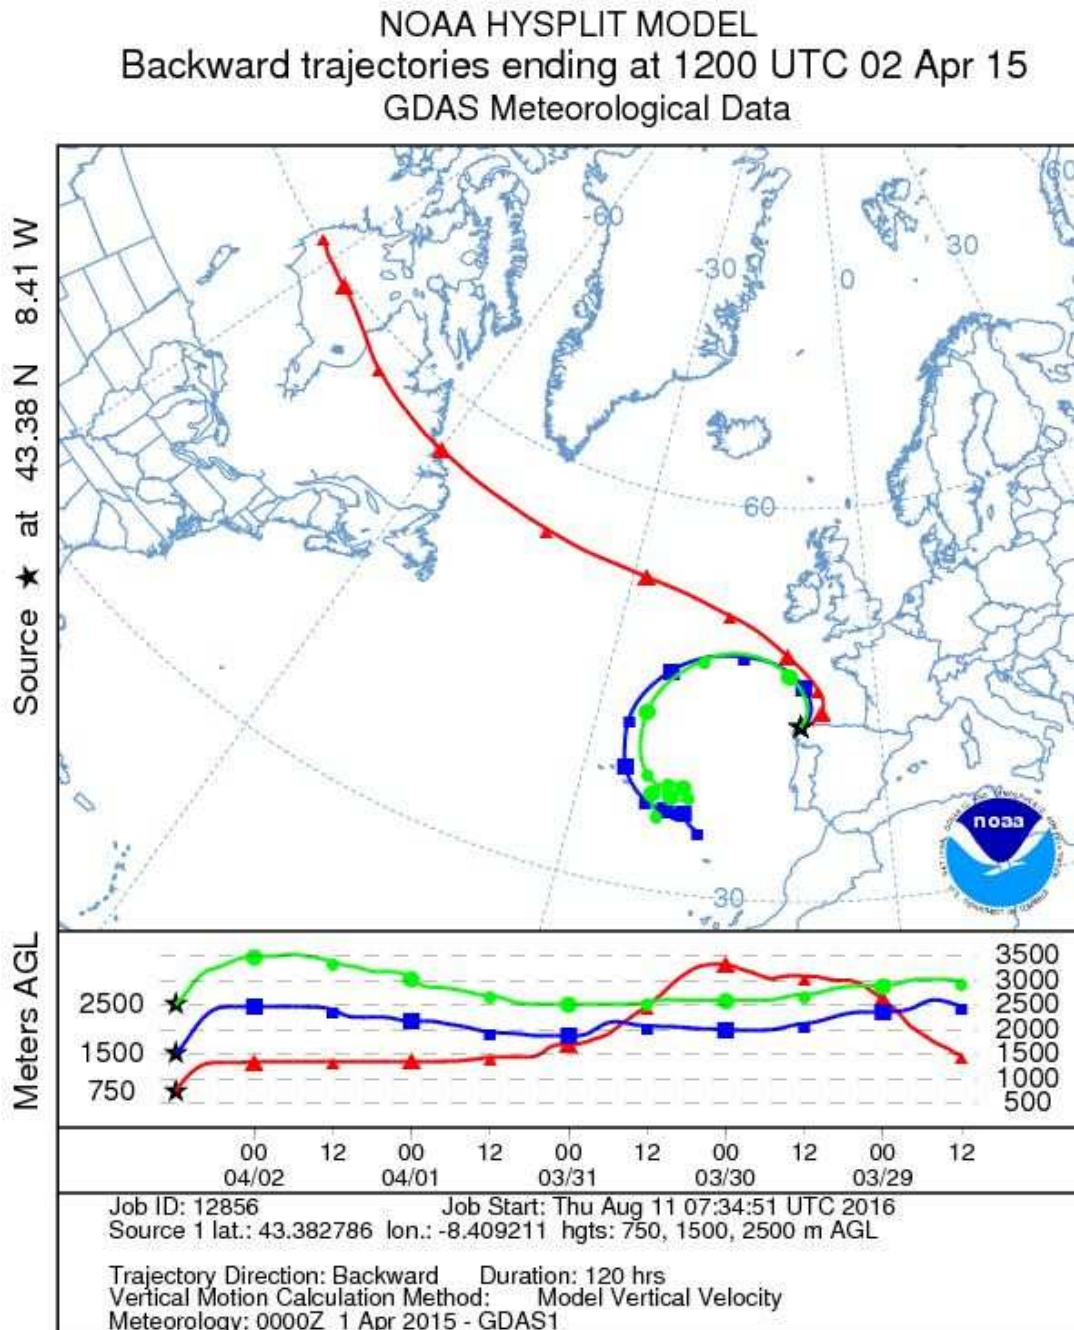 NOAA HYSPLIT MODEL
Backward trajectories ending at 1200 UTC 02 Apr 15
GDAS Meteorological Data
Source ★ at 43.38 N 8.41 W
-60
-30
0
30
60
60
30
noaa
Meters AGL
2500
1500
750
3500
3000
2500
2000
1500
1000
500
00 12 00 12 00 12 00 12 00 12
04/02 04/01 03/31 03/30 03/29
Job ID: 12856 Job Start: Thu Aug 11 07:34:51 UTC 2016
Source 1 lat.: 43.382786 lon.: -8.409211 hgts: 750, 1500, 2500 m AGL
Trajectory Direction: Backward Duration: 120 hrs
Vertical Motion Calculation Method: Model Vertical Velocity
Meteorology: 0000Z 1 Apr 2015 - GDAS1